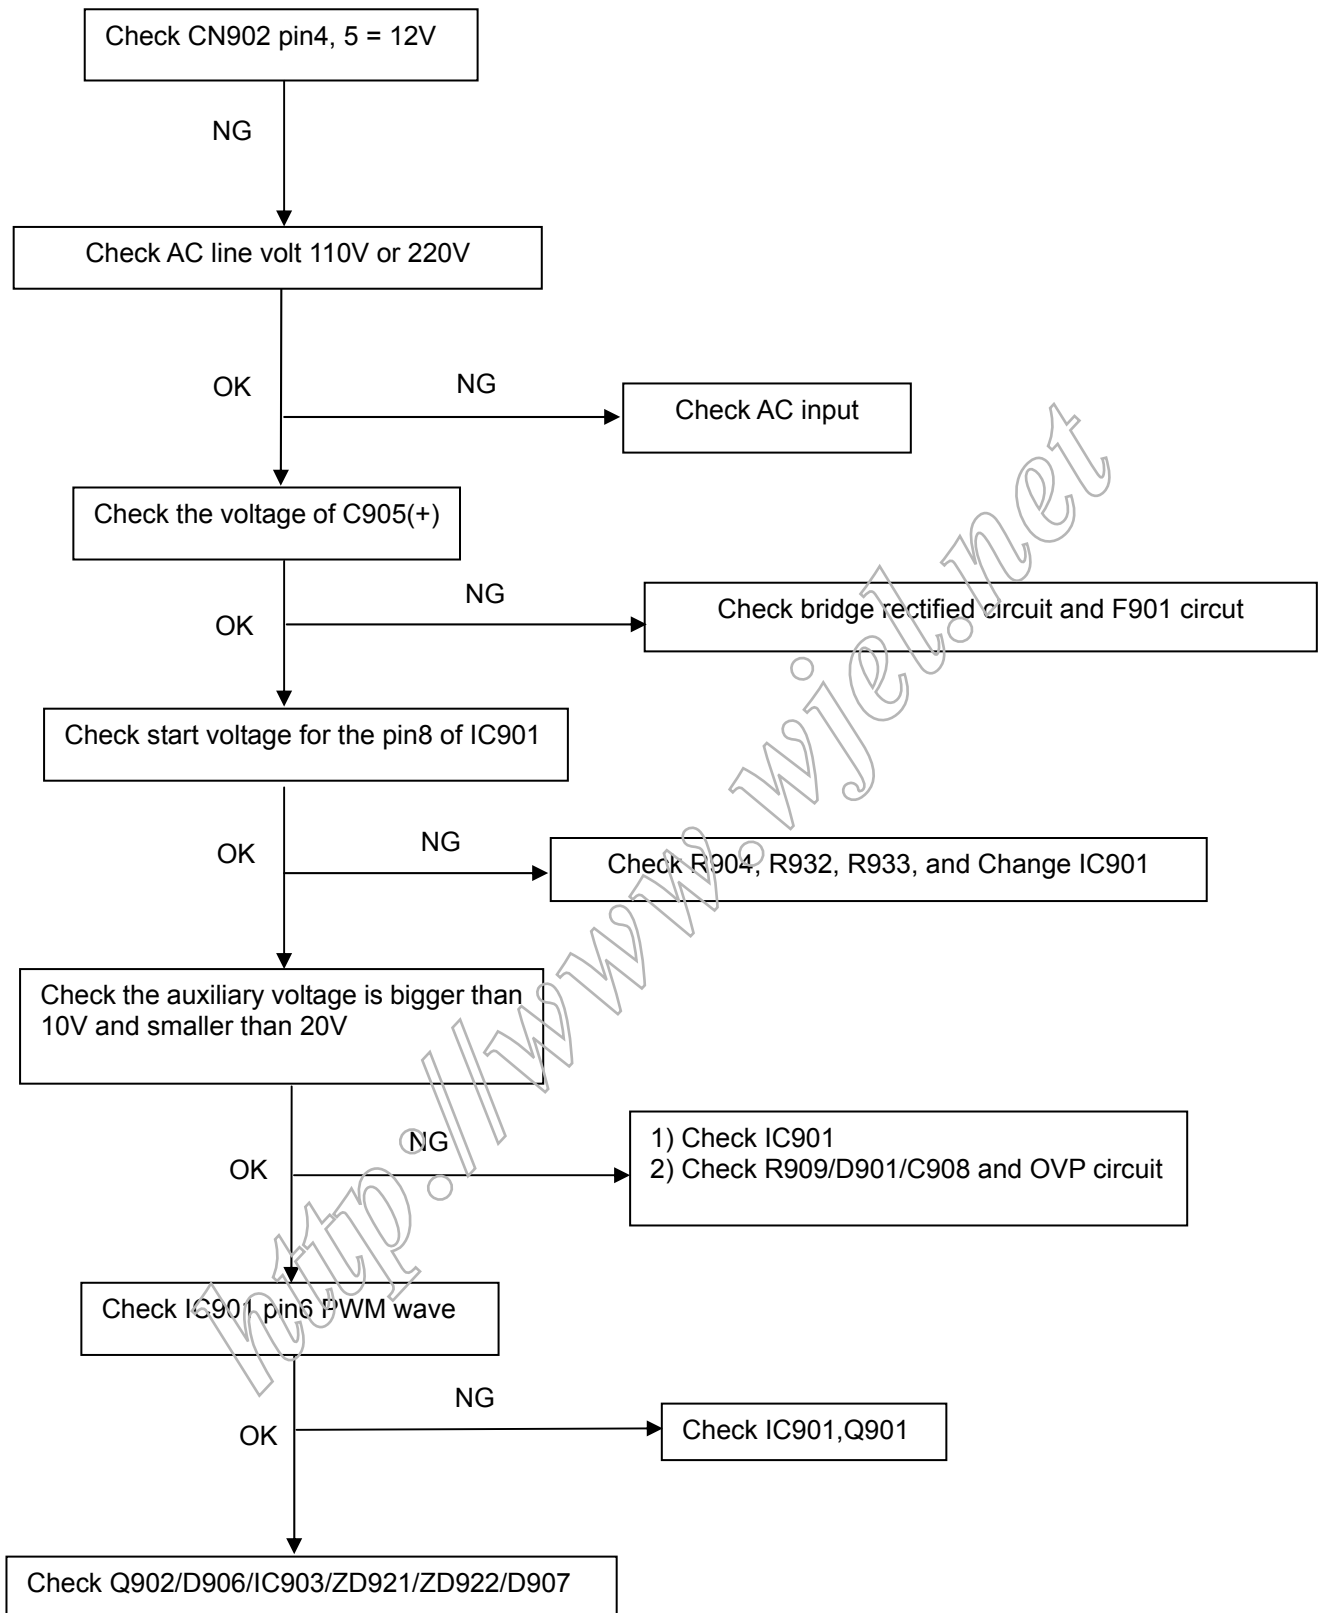 Check CN902 pin4, 5 = 12V
NG
Check AC line volt 110V or 220V
OK
NG
Check AC input
Check the voltage of C905(+)
NG
OK
Check bridge rectified circuit and F901 circut
Check start voltage for the pin8 of IC901
OK
NG
Check R904, R932, R933, and Change IC901
Check the auxiliary voltage is bigger than
10V and smaller than 20V
NG
OK
1) Check IC901
2) Check R909/D901/C908 and OVP circuit
Check IC901 pin6 PWM wave
NG
OK
Check IC901,Q901
Check Q902/D906/IC903/ZD921/ZD922/D907
http://www.wjel.net